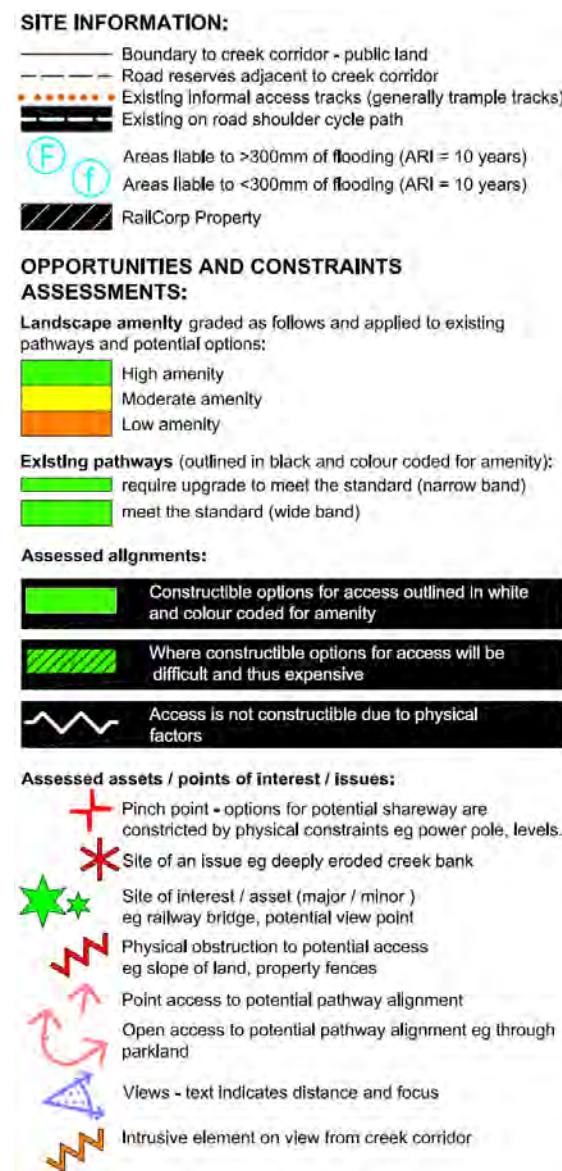 SITE INFORMATION:
Boundary to creek corridor - public land
Road reserves adjacent to creek corridor
Existing informal access tracks (generally trample tracks)
Existing on road shoulder cycle path
F
Areas liable to >300mm of flooding (ARI = 10 years)
f
Areas liable to <300mm of flooding (ARI = 10 years)
RailCorp Property
OPPORTUNITIES AND CONSTRAINTS
ASSESSMENTS:
Landscape amenity graded as follows and applied to existing
pathways and potential options:
High amenity
Moderate amenity
Low amenity
Existing pathways (outlined in black and colour coded for amenity):
require upgrade to meet the standard (narrow band)
meet the standard (wide band)
Assessed alignments:
Constructible options for access outlined in white
and colour coded for amenity
Where constructible options for access will be
difficult and thus expensive
Access is not constructible due to physical
factors
Assessed assets / points of interest / issues:
Pinch point - options for potential shareway are
constricted by physical constraints eg power pole, levels.
Site of an issue eg deeply eroded creek bank
Site of interest / asset (major / minor )
eg railway bridge, potential view point
Physical obstruction to potential access
eg slope of land, property fences
Point access to potential pathway alignment
Open access to potential pathway alignment eg through
parkland
Views - text indicates distance and focus
Intrusive element on view from creek corridor